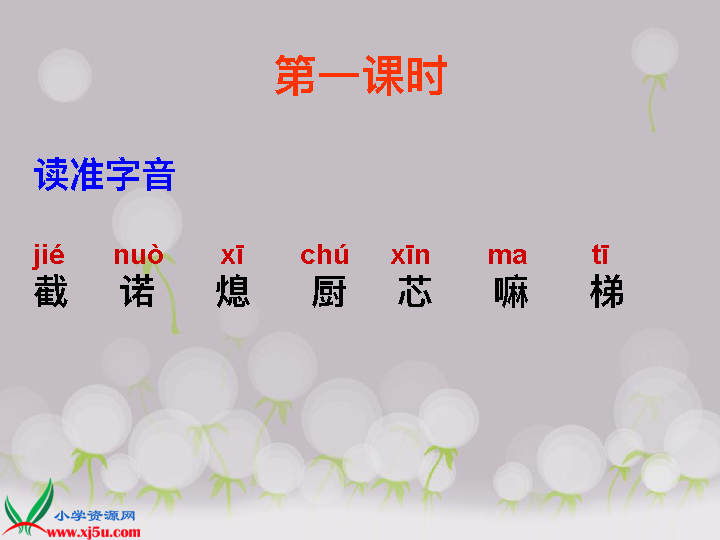 第一课时
读准字音
jié nuò xī chú xīn ma tī
截 诺 熄 厨 芯 嘛 梯
小学资源网
www.xj5u.com